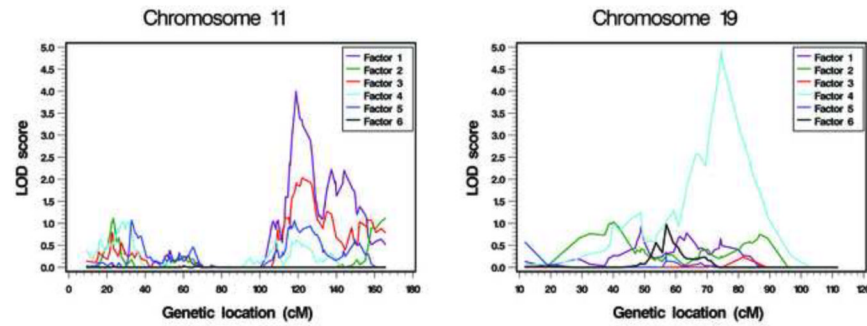 Chromosome 11
Chromosome 19
LOD score
5.0
4.5
4.0
3.5
3.0
2.5
2.0
1.5
1.0
0.5
0.0
Factor 1
Factor 2
Factor 3
Factor 4
Factor 5
Factor 6
0 20 40 60 80 100 120 140 160 180
Genetic location (cM)
LOD score
5.0
4.5
4.0
3.5
3.0
2.5
2.0
1.5
1.0
0.5
0.0
Factor 1
Factor 2
Factor 3
Factor 4
Factor 5
Factor 6
10 20 30 40 50 60 70 80 90 100 110 120
Genetic location (cM)